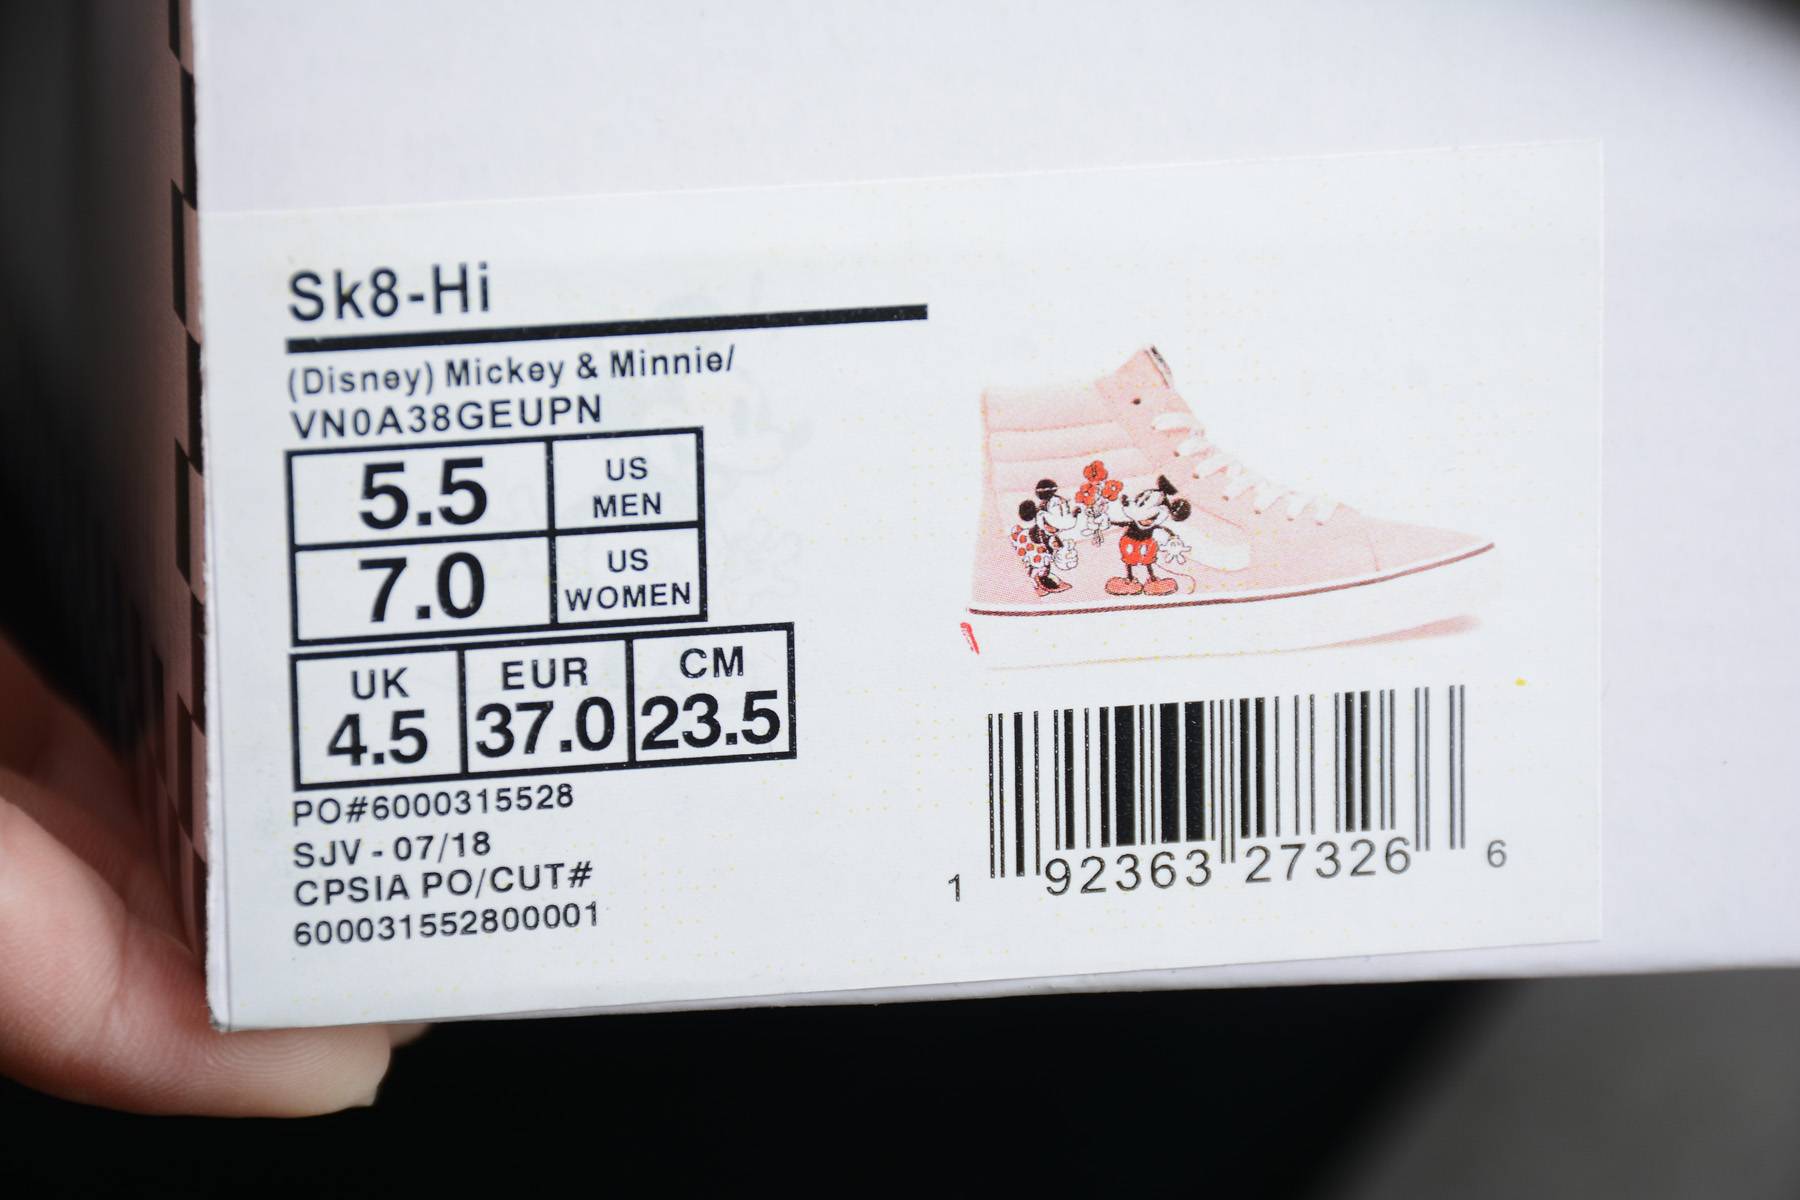 Sk8-Hi
(Disney) Mickey & Minnie/
VN0A38GEUPN
5.5 US MEN
7.0 US WOMEN
UK EUR CM
4.5 37.0 23.5
PO#6000315528
SJV - 07/18
CPSIA PO/CUT#
600031552800001
1 92363 27326 6